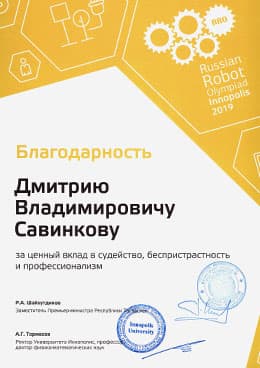 RRO
Russian
Robot
Olympiad
Innopolis
2019
Благодарность
Дмитрию
Владимировичу
Савинкову
за ценный вклад в судейство, беспристрастность
и профессионализм
Р.А. Шайхутдинов
Заместитель Премьер-министра Республики
А.Г. Тормасов
Ректор Университета Иннополис, профессор,
доктор физико-математических наук
Innopolis
University